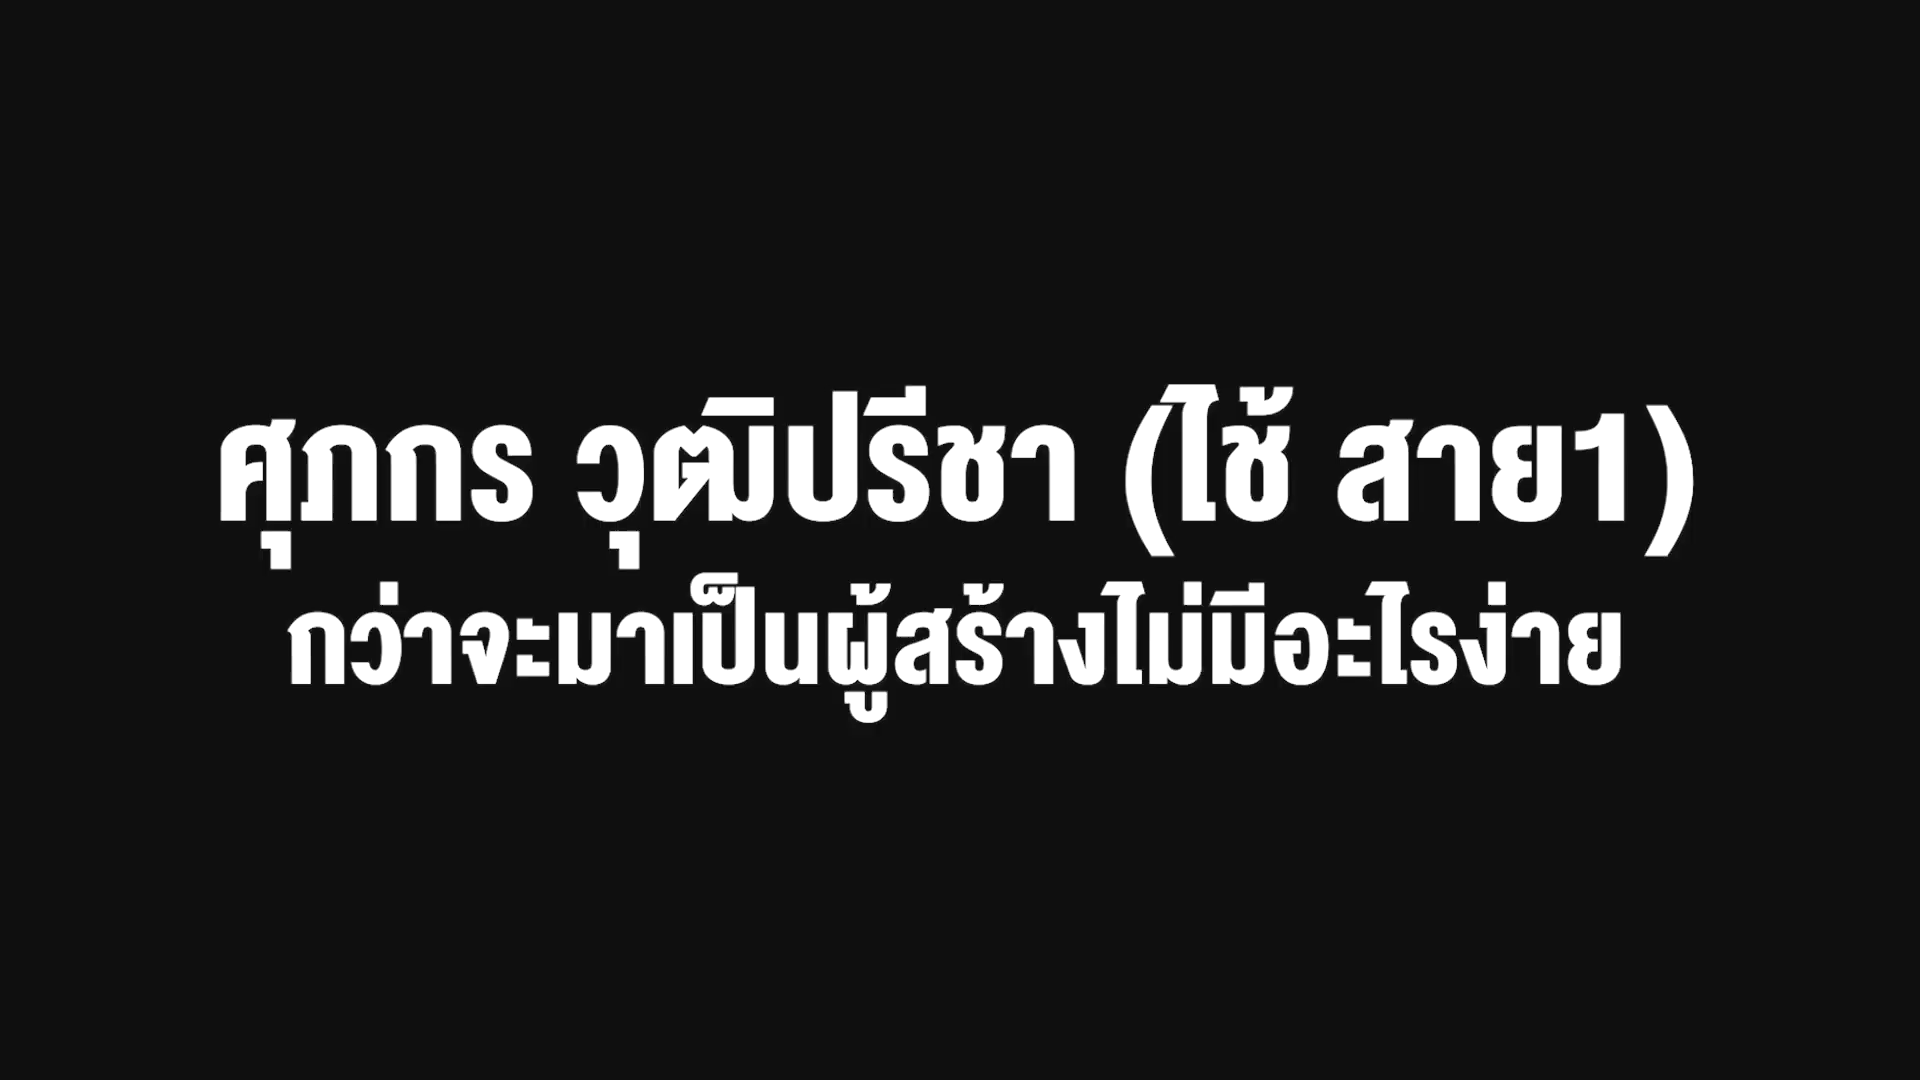 ศุภกร วุฒิปรีชา (ไช้ สาย1)
กว่าจะมาเป็นผู้สร้างไม่มีอะไรง่าย